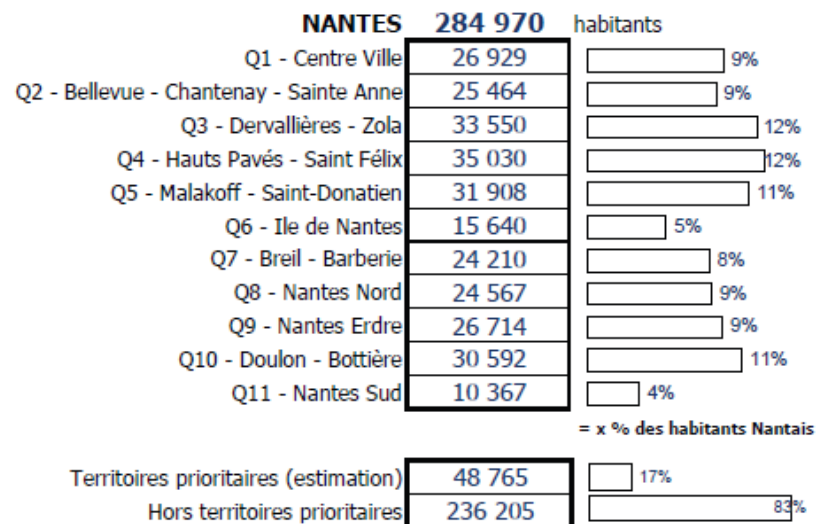 NANTES 284 970 habitants
Q1 - Centre Ville 26 929 9%
Q2 - Bellevue - Chantenay - Sainte Anne 25 464 9%
Q3 - Dervallières - Zola 33 550 12%
Q4 - Hauts Pavés - Saint Félix 35 030 12%
Q5 - Malakoff - Saint-Donatien 31 908 11%
Q6 - Ile de Nantes 15 640 5%
Q7 - Breil - Barberie 24 210 8%
Q8 - Nantes Nord 24 567 9%
Q9 - Nantes Erdre 26 714 9%
Q10 - Doulon - Bottière 30 592 11%
Q11 - Nantes Sud 10 367 4%
= x % des habitants Nantais
Territoires prioritaires (estimation) 48 765 17%
Hors territoires prioritaires 236 205 83%